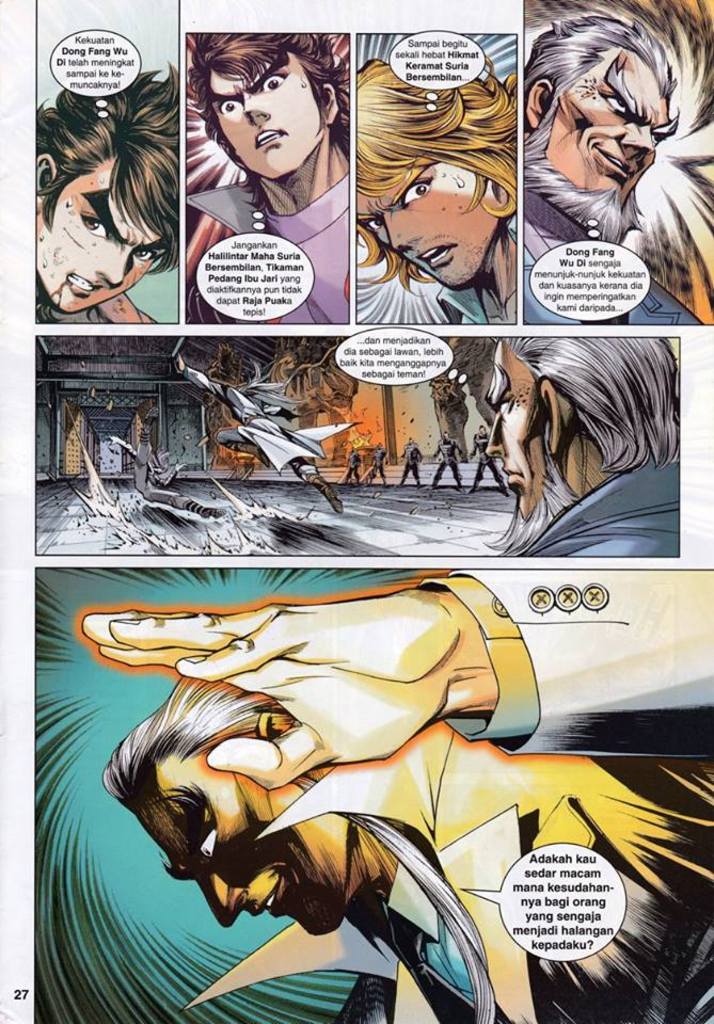 Kekuatan
Dong Fang Wu
Di telah meningkat
sampai ke ke-
muncaknya!
Jangankan
Halilintar Maha Suria
Bersembilan, Tikaman
Pedang Ibu Jari yang
diaktifkannya pun tidak
dapat Raja Puaka
tepis!
Sampai begitu
sekali hebat Hikmat
Keramat Suria
Bersembilan...
Dong Fang
Wu Di sengaja
menunjuk-nunjuk kekuatan
dan kuasanya kerana dia
ingin memperingatkan
kami daripada...
...dan menjadikan
dia sebagai lawan, lebih
baik kita menganggapnya
sebagai teman!
Adakah kau
sedar macam
mana kesudahan-
nya bagi orang
yang sengaja
menjadi halangan
kepadaku?
27